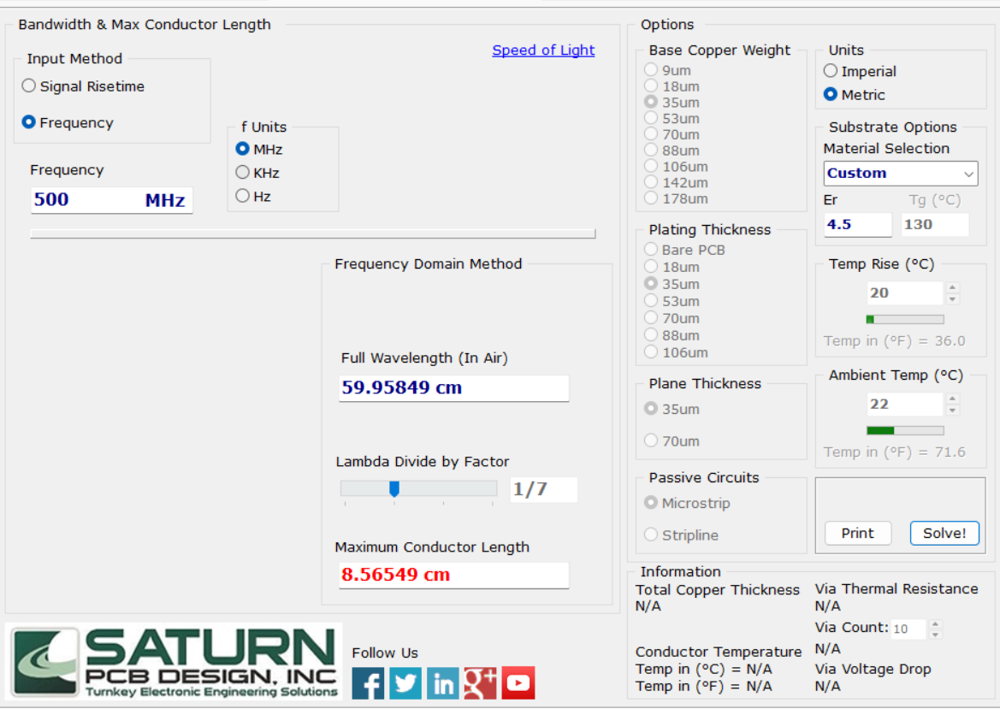 Bandwidth & Max Conductor Length
Speed of Light
Input Method
Signal Risetime
Frequency
f Units
MHz
KHz
Hz
Frequency
500 MHz
Frequency Domain Method
Full Wavelength (In Air)
59.95849 cm
Lambda Divide by Factor
1/7
Maximum Conductor Length
8.56549 cm
SATURN
PCB DESIGN, INC
Turnkey Electronic Engineering Solutions
Follow Us
f
in
g+
Options
Base Copper Weight
9um
18um
35um
53um
70um
88um
106um
142um
178um
Plating Thickness
Bare PCB
18um
35um
53um
70um
88um
106um
Plane Thickness
35um
70um
Passive Circuits
Microstrip
Stripline
Units
Imperial
Metric
Substrate Options
Material Selection
Custom
Er Tg (°C)
4.5 130
Temp Rise (°C)
20
Temp in (°F) = 36.0
Ambient Temp (°C)
22
Temp in (°F) = 71.6
Print Solve!
Information
Total Copper Thickness
N/A
Conductor Temperature
Temp in (°C) = N/A
Temp in (°F) = N/A
Via Thermal Resistance
N/A
Via Count: 10
N/A
Via Voltage Drop
N/A